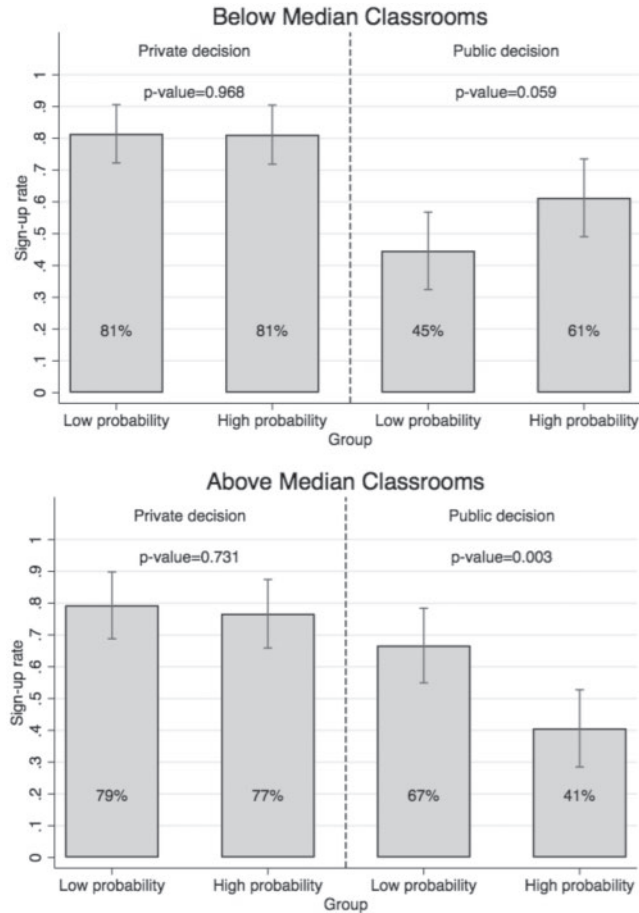 Below Median Classrooms
Private decision
Public decision
p-value=0.968
p-value=0.059
Sign-up rate
1
.9
.8
.7
.6
.5
.4
.3
.2
.1
0
81%
81%
45%
61%
Low probability
High probability
Low probability
High probability
Group
Above Median Classrooms
Private decision
Public decision
p-value=0.731
p-value=0.003
Sign-up rate
1
.9
.8
.7
.6
.5
.4
.3
.2
.1
0
79%
77%
67%
41%
Low probability
High probability
Low probability
High probability
Group